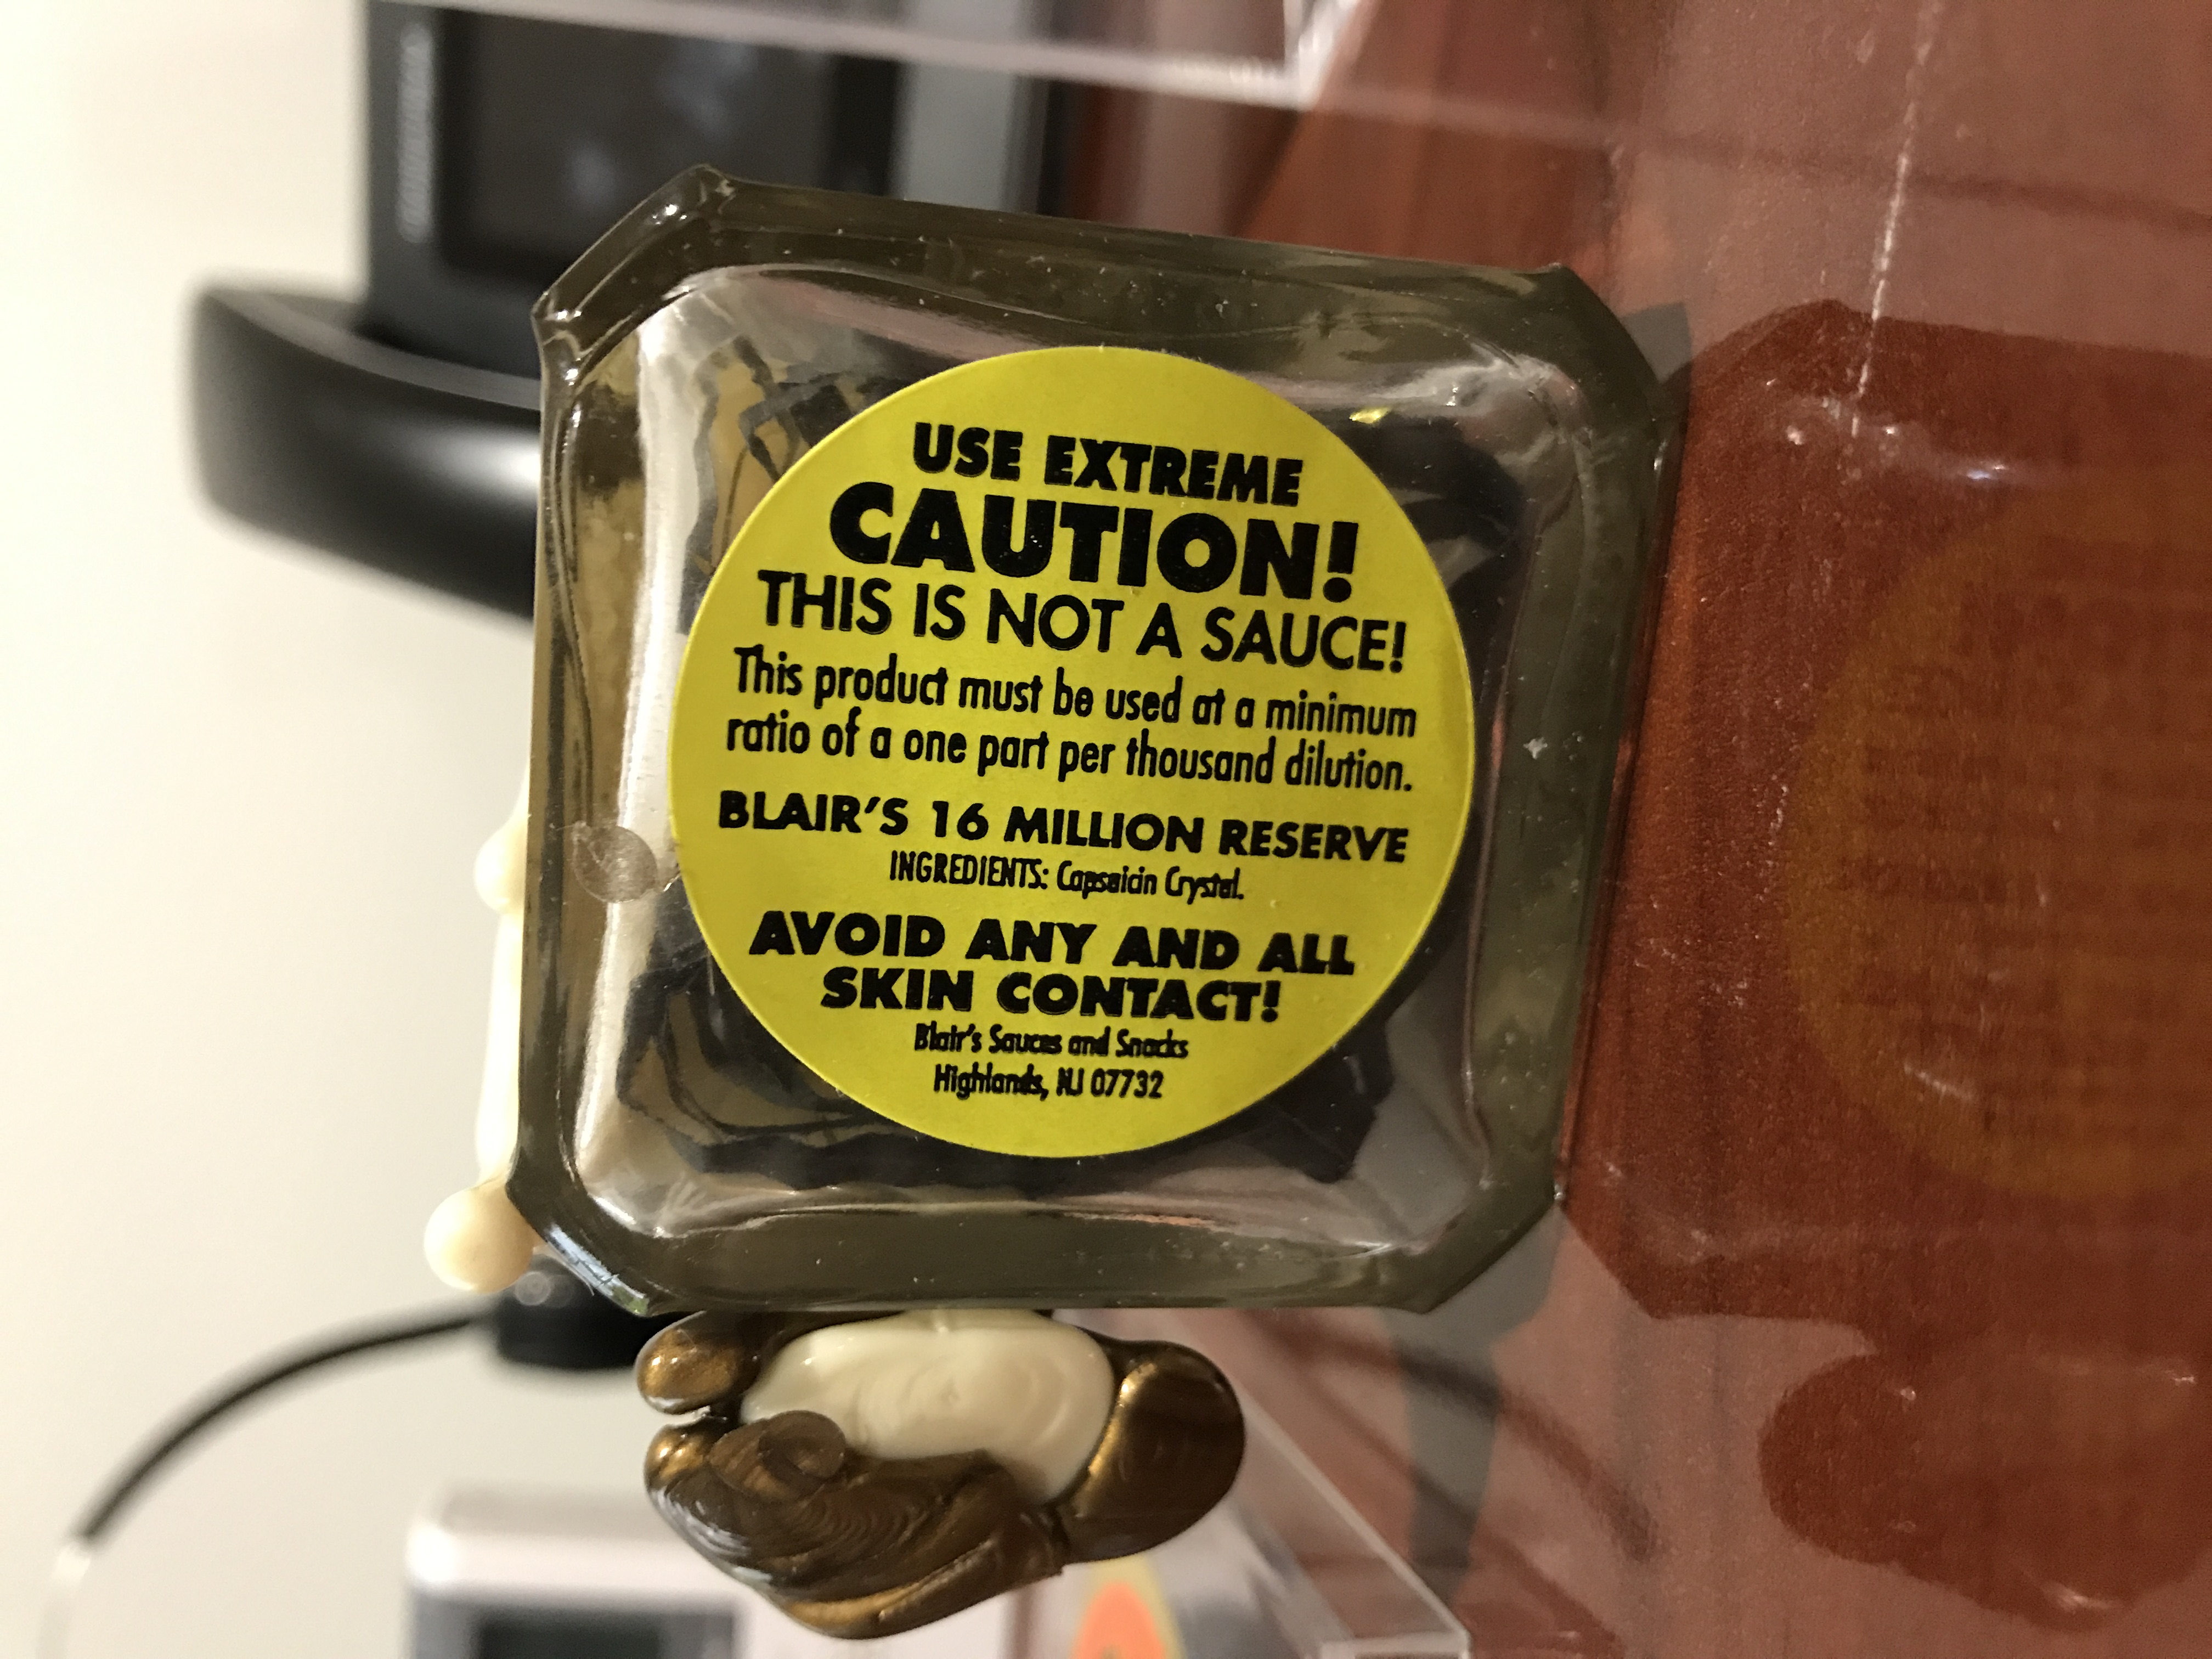 USE EXTREME
CAUTION!
THIS IS NOT A SAUCE!
This product must be used at a minimum
ratio of a one part per thousand dilution.
BLAIR'S 16 MILLION RESERVE
INGREDIENTS: Capsaicin Crystal.
AVOID ANY AND ALL
SKIN CONTACT!
Blair's Sauces and Snacks
Highlands, NJ 07732